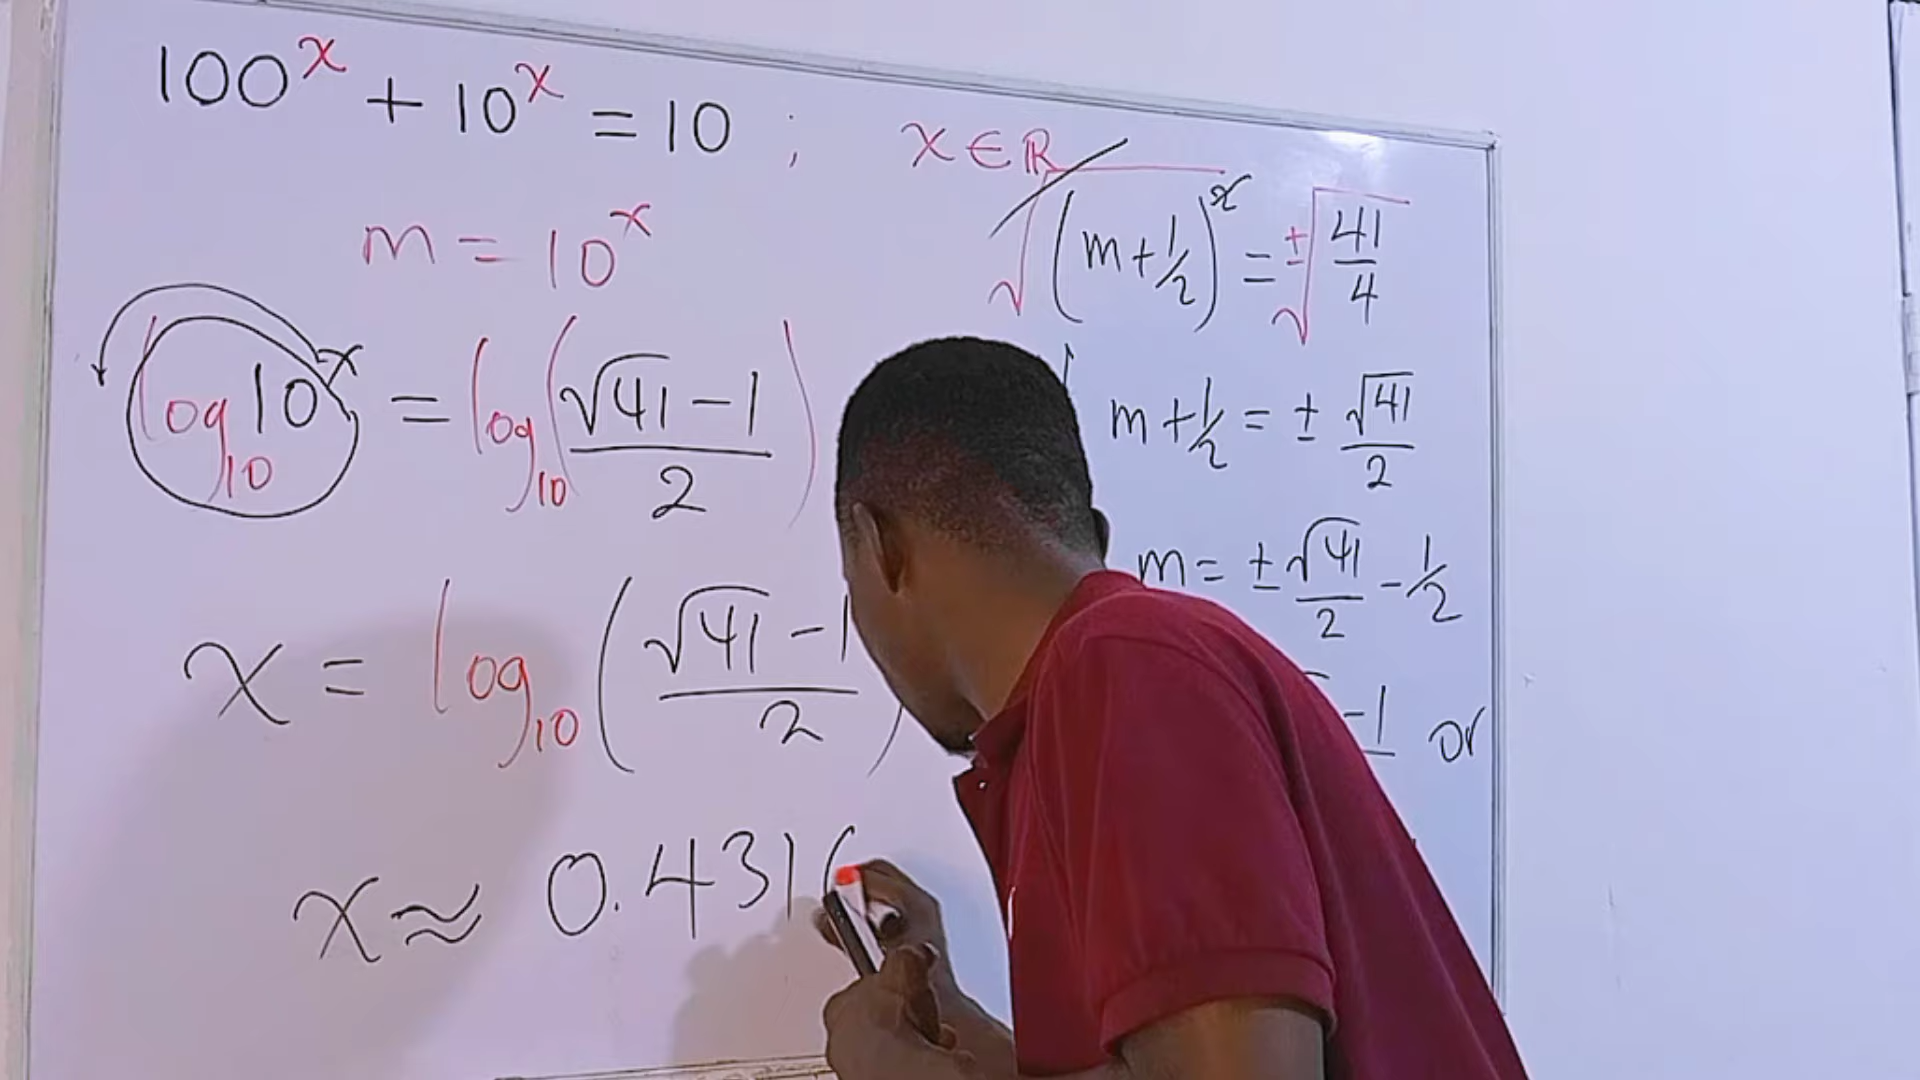 100^x + 10^x = 10 ; x ∈ ℝ
m = 10^x
log₁₀ 10^x = log₁₀ ( (√41 − 1)/2 )
x = log₁₀ ( (√41 − 1)/2 )
x ≈ 0.431
√(m + 1/2)² = ±√(41/4)
m + 1/2 = ± √41/2
m = ± √41/2 − 1/2
−1 or